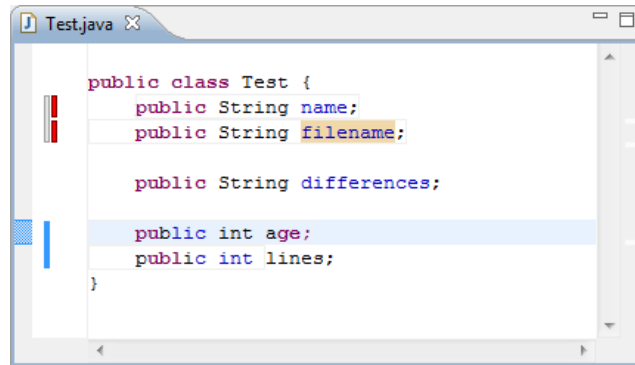 Test.java
public class Test {
public String name;
public String filename;
public String differences;
public int age;
public int lines;
}